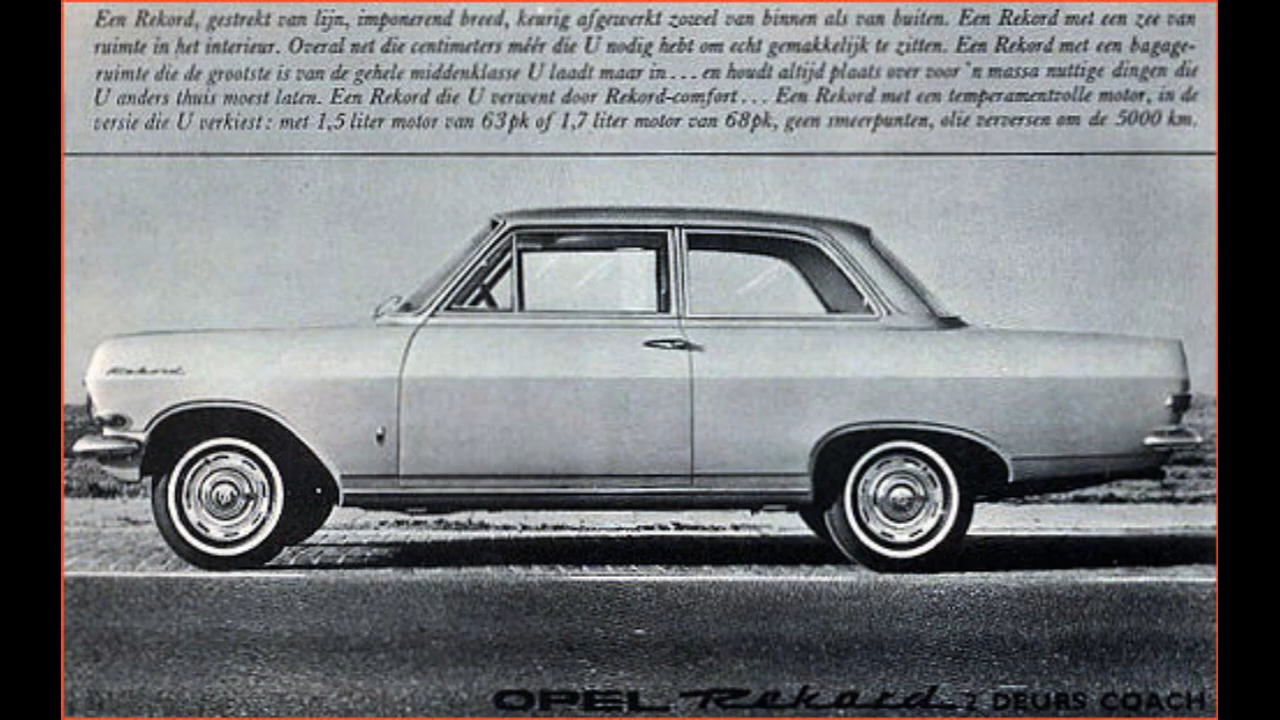 Een Rekord, gestrekt van lijn, imponerend breed, keurig afgewerkt zowel van binnen als van buiten. Een Rekord met een zee van
ruimte in het interieur. Overal net die centimeters méér die U nodig hebt om echt gemakkelijk te zitten. Een Rekord met een bagage-
ruimte die de grootste is van de gehele middenklasse U laadt maar in... en houdt altijd plaats over voor 'n massa nuttige dingen die
U anders thuis moest laten. Een Rekord die U verwent door Rekord-comfort... Een Rekord met een temperamentvolle motor, in de
versie die U verkiest: met 1,5 liter motor van 63pk of 1,7 liter motor van 68pk, geen smeerpunten, olie verversen om de 5000 km.
Rekord
OPEL Rekord 2 DEURS COACH